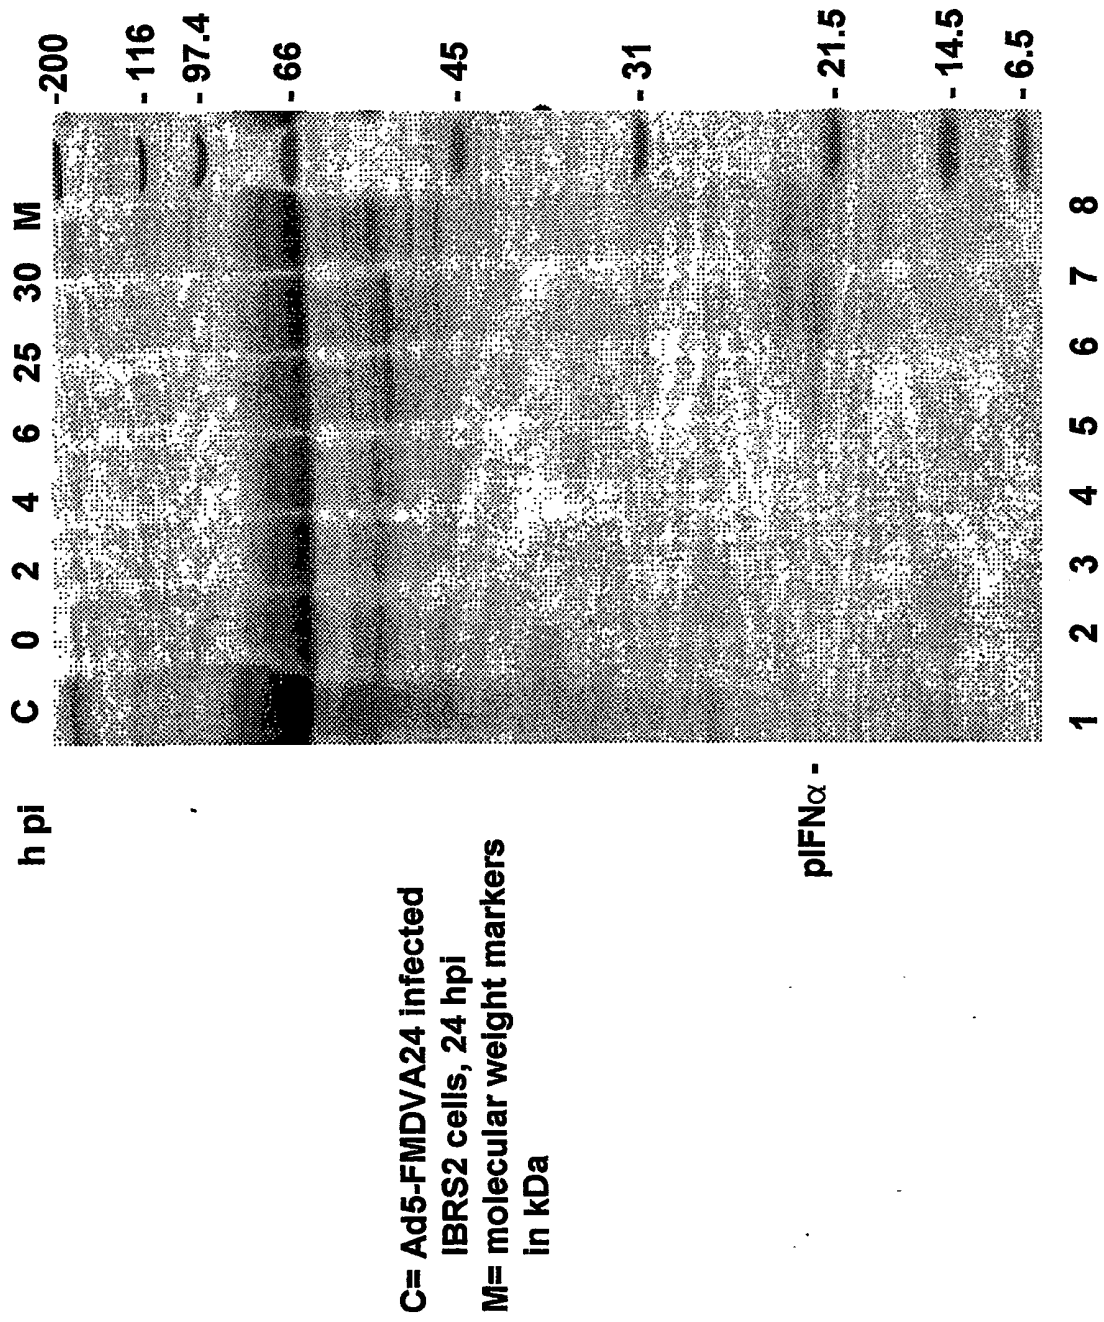 h pi C 0 2 4 6 25 30 M
-200
- 116
- 97.4
- 66
- 45
- 31
pIFNα -
- 21.5
- 14.5
- 6.5
1 2 3 4 5 6 7 8
C= Ad5-FMDVA24 infected
IBRS2 cells, 24 hpi
M= molecular weight markers
in kDa